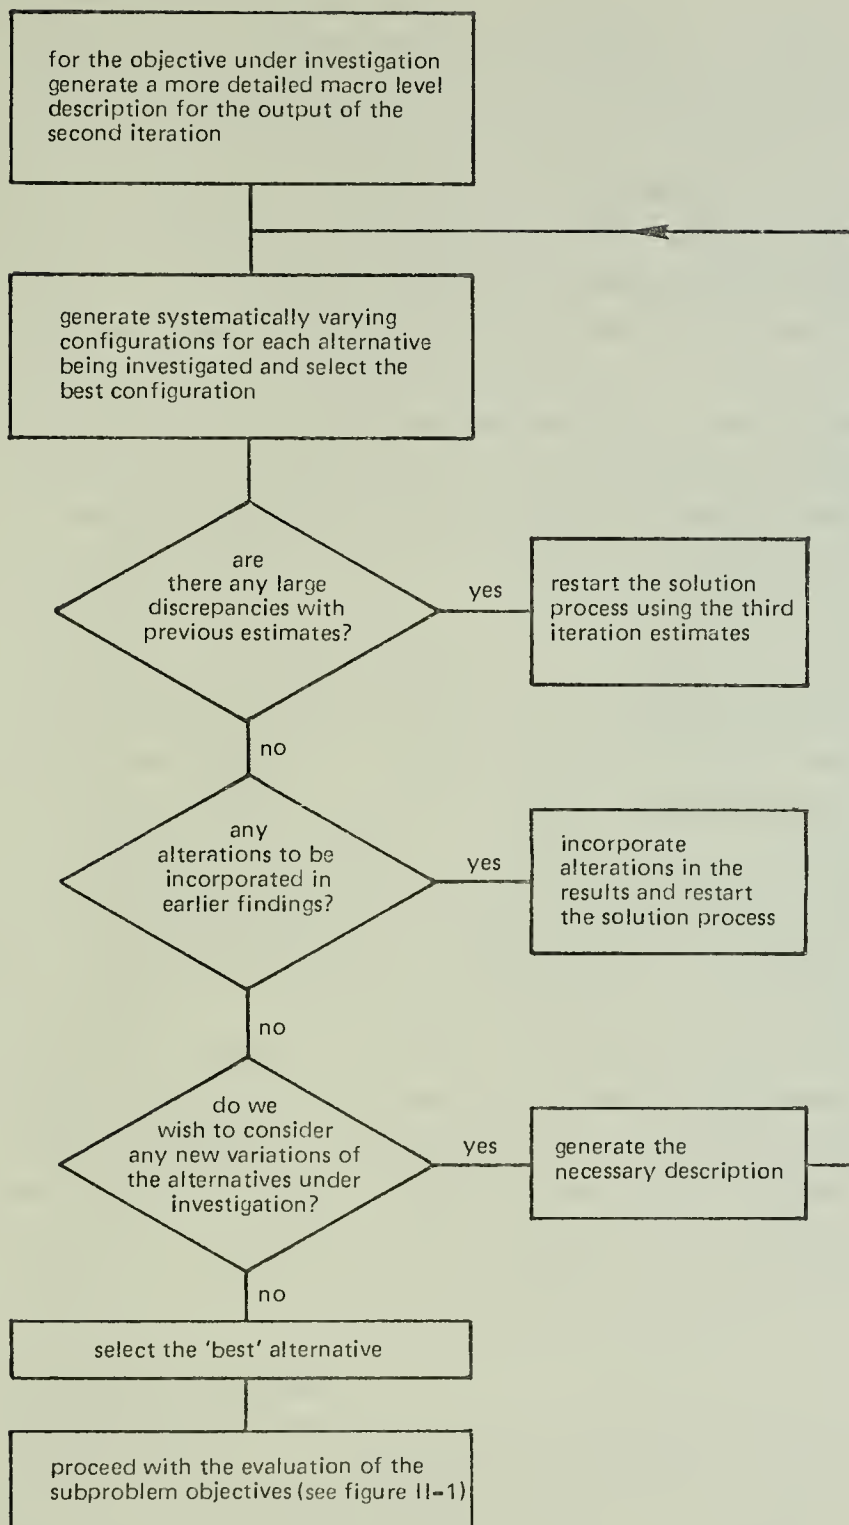 for the objective under investigation
generate a more detailed macro level
description for the output of the
second iteration
generate systematically varying
configurations for each alternative
being investigated and select the
best configuration
are
there any large
discrepancies with
previous estimates?
yes
restart the solution
process using the third
iteration estimates
no
any
alterations to be
incorporated in
earlier findings?
yes
incorporate
alterations in the
results and restart
the solution process
no
do we
wish to consider
any new variations of
the alternatives under
investigation?
yes
generate the
necessary description
no
select the 'best' alternative
proceed with the evaluation of the
subproblem objectives (see figure II-1)